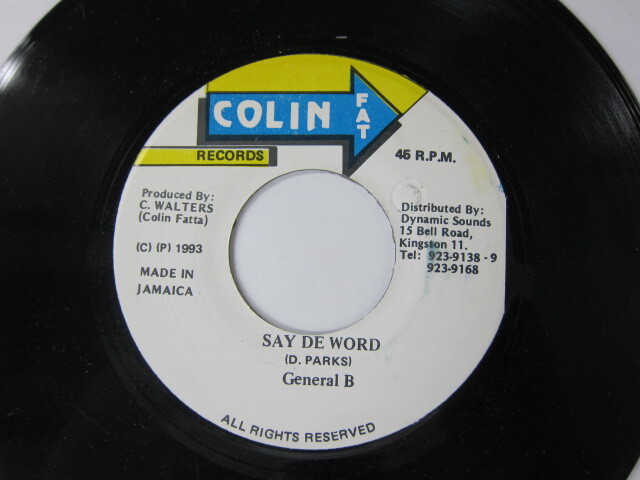 COLIN
FAT
RECORDS
45 R.P.M.
Produced By:
C. WALTERS
(Colin Fatta)
(C) (P) 1993
MADE IN
JAMAICA
Distributed By:
Dynamic Sounds
15 Bell Road,
Kingston 11.
Tel: 923-9138 - 9
923-9168
SAY DE WORD
(D. PARKS)
General B
ALL RIGHTS RESERVED